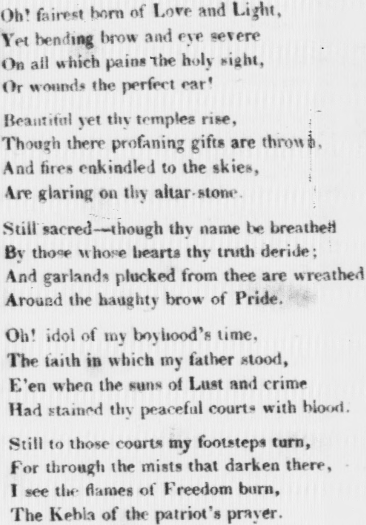 Oh! fairest born of Love and Light,
Yet bending brow and eye severe
On all which pains the holy sight,
Or wounds the perfect ear!
Beautiful yet thy temples rise,
Though there profaning gifts are thrown,
And fires enkindled to the skies,
Are glaring on thy altar-stone.
Still sacred—though thy name be breathed
By those whose hearts thy truth deride;
And garlands plucked from thee are wreathed
Around the haughty brow of Pride.
Oh! idol of my boyhood's time,
The faith in which my father stood,
E'en when the suns of Lust and crime
Had stained thy peaceful courts with blood.
Still to those courts my footsteps turn,
For through the mists that darken there,
I see the flames of Freedom burn,
The Kebla of the patriot's prayer.